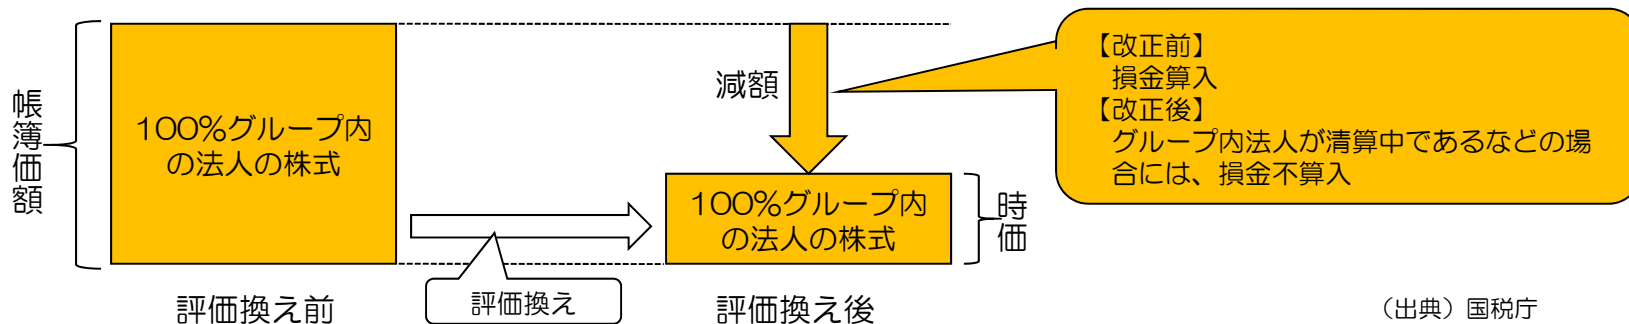 帳簿価額
100%グループ内
の法人の株式
評価換え前
評価換え
減額
100%グループ内
の法人の株式
評価換え後
時価
【改正前】
損金算入
【改正後】
グループ内法人が清算中であるなどの場
合には、損金不算入
（出典）国税庁